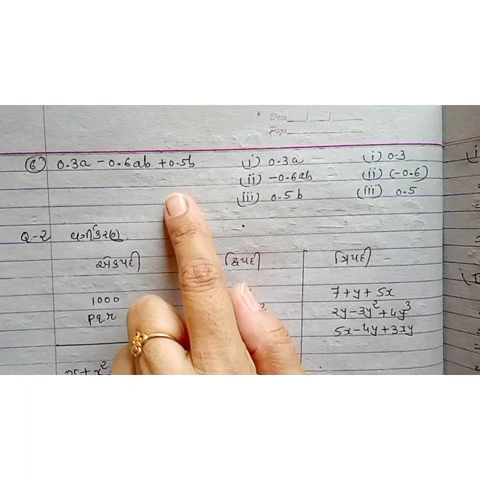 Date
Page
⑥ 0.3a - 0.6ab + 0.5b (i) 0.3a (i) 0.3
(ii) -0.6ab (ii) (-0.6)
(iii) 0.5b (iii) 0.5
Q-2 વર્ગીકરણ
એકપદી દ્વિપદી ત્રિપદી
1000 7+y+5x
pqr 2y-3y²+4y³
5x-4y+3xy